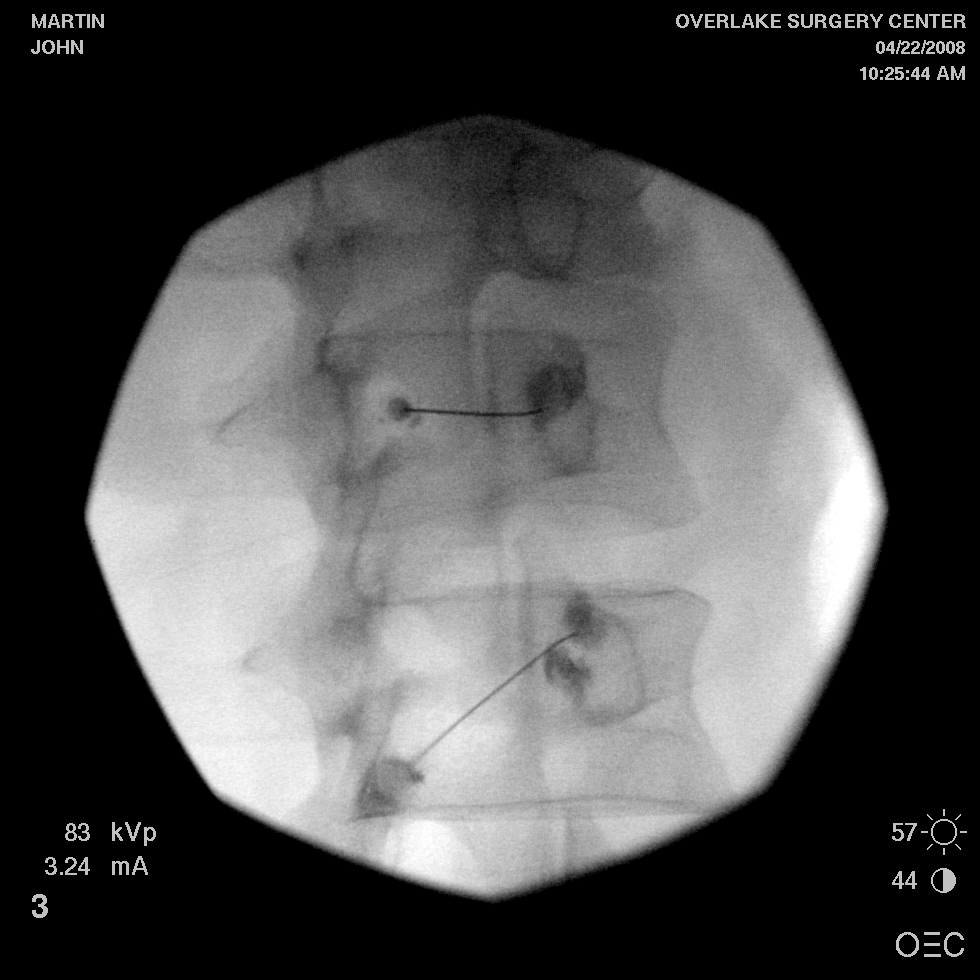 MARTIN
JOHN
OVERLAKE SURGERY CENTER
04/22/2008
10:25:44 AM
83 kVp
3.24 mA
3
57
44
OEC